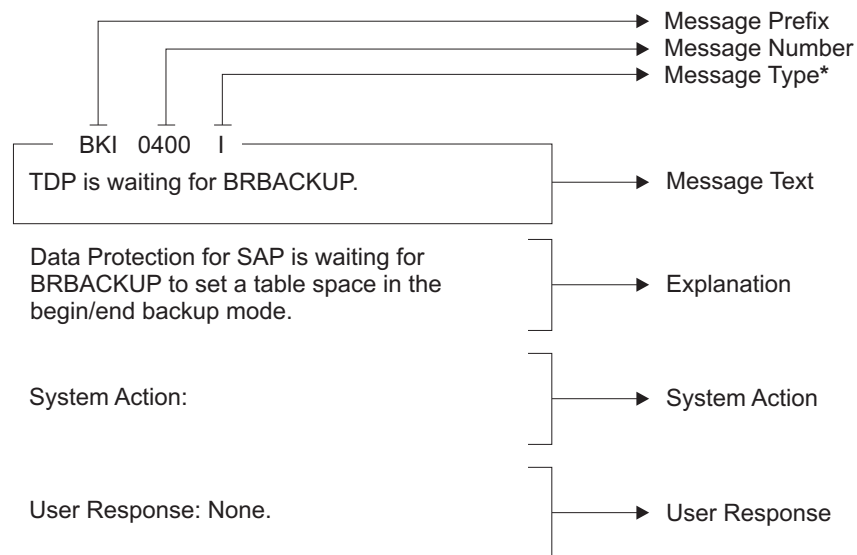 Message Prefix
Message Number
Message Type*
BKI 0400 I
TDP is waiting for BRBACKUP.
Message Text
Data Protection for SAP is waiting for
BRBACKUP to set a table space in the
begin/end backup mode.
Explanation
System Action:
System Action
User Response: None.
User Response